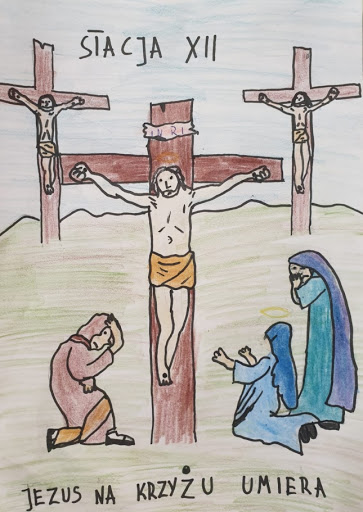 STACJA XII
INRI
JEZUS NA KRZYŻU UMIERA